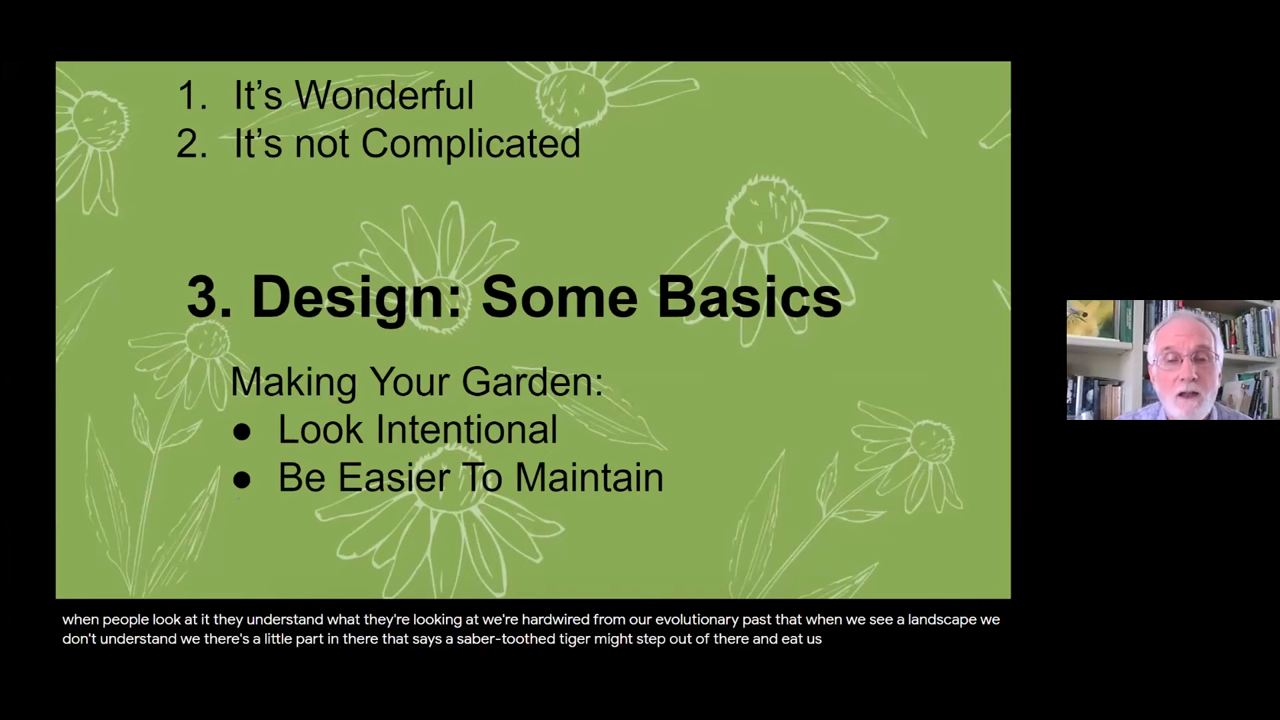 1. It's Wonderful
2. It's not Complicated
3. Design: Some Basics
Making Your Garden:
● Look Intentional
● Be Easier To Maintain
when people look at it they understand what they're looking at we're hardwired from our evolutionary past that when we see a landscape we
don't understand we there's a little part in there that says a saber-toothed tiger might step out of there and eat us